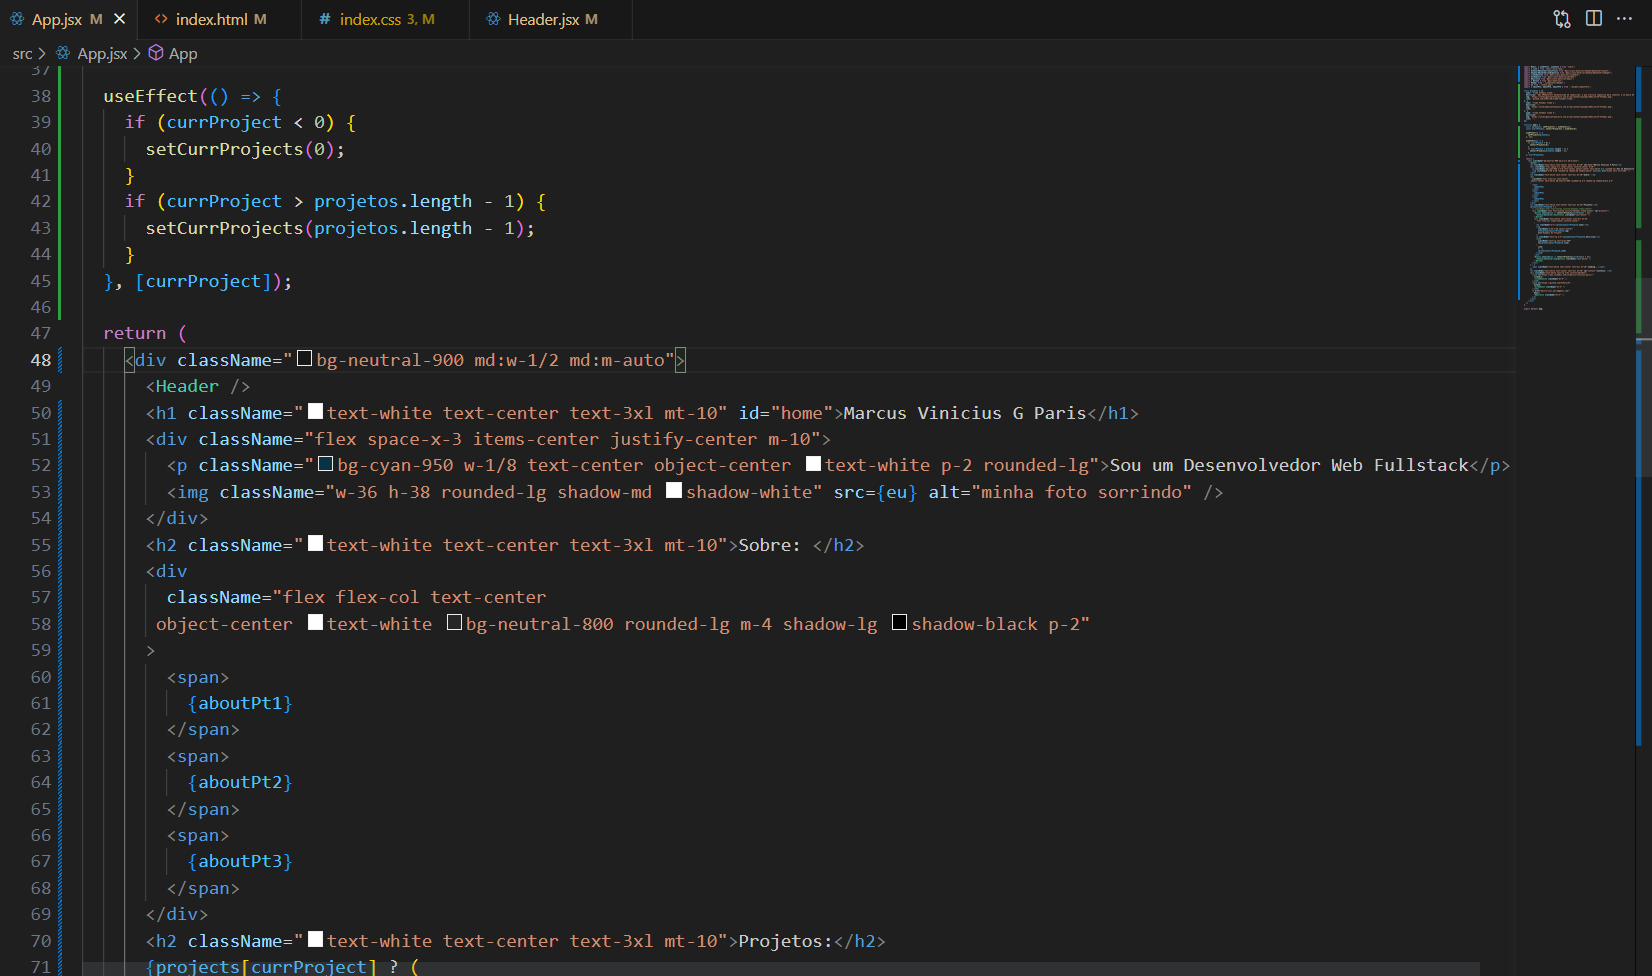 App.jsx M index.html M index.css 3, M Header.jsx M
src > App.jsx > App
37
38 useEffect(() => {
39 if (currProject < 0) {
40 setCurrProjects(0);
41 }
42 if (currProject > projetos.length - 1) {
43 setCurrProjects(projetos.length - 1);
44 }
45 }, [currProject]);
46
47 return (
48 <div className="bg-neutral-900 md:w-1/2 md:m-auto">
49 <Header />
50 <h1 className="text-white text-center text-3xl mt-10" id="home">Marcus Vinicius G Paris</h1>
51 <div className="flex space-x-3 items-center justify-center m-10">
52 <p className="bg-cyan-950 w-1/8 text-center object-center text-white p-2 rounded-lg">Sou um Desenvolvedor Web Fullstack</p>
53 <img className="w-36 h-38 rounded-lg shadow-md shadow-white" src={eu} alt="minha foto sorrindo" />
54 </div>
55 <h2 className="text-white text-center text-3xl mt-10">Sobre: </h2>
56 <div
57 className="flex flex-col text-center
58 object-center text-white bg-neutral-800 rounded-lg m-4 shadow-lg shadow-black p-2"
59 >
60 <span>
61 {aboutPt1}
62 </span>
63 <span>
64 {aboutPt2}
65 </span>
66 <span>
67 {aboutPt3}
68 </span>
69 </div>
70 <h2 className="text-white text-center text-3xl mt-10">Projetos:</h2>
71 {projects[currProject] ? (